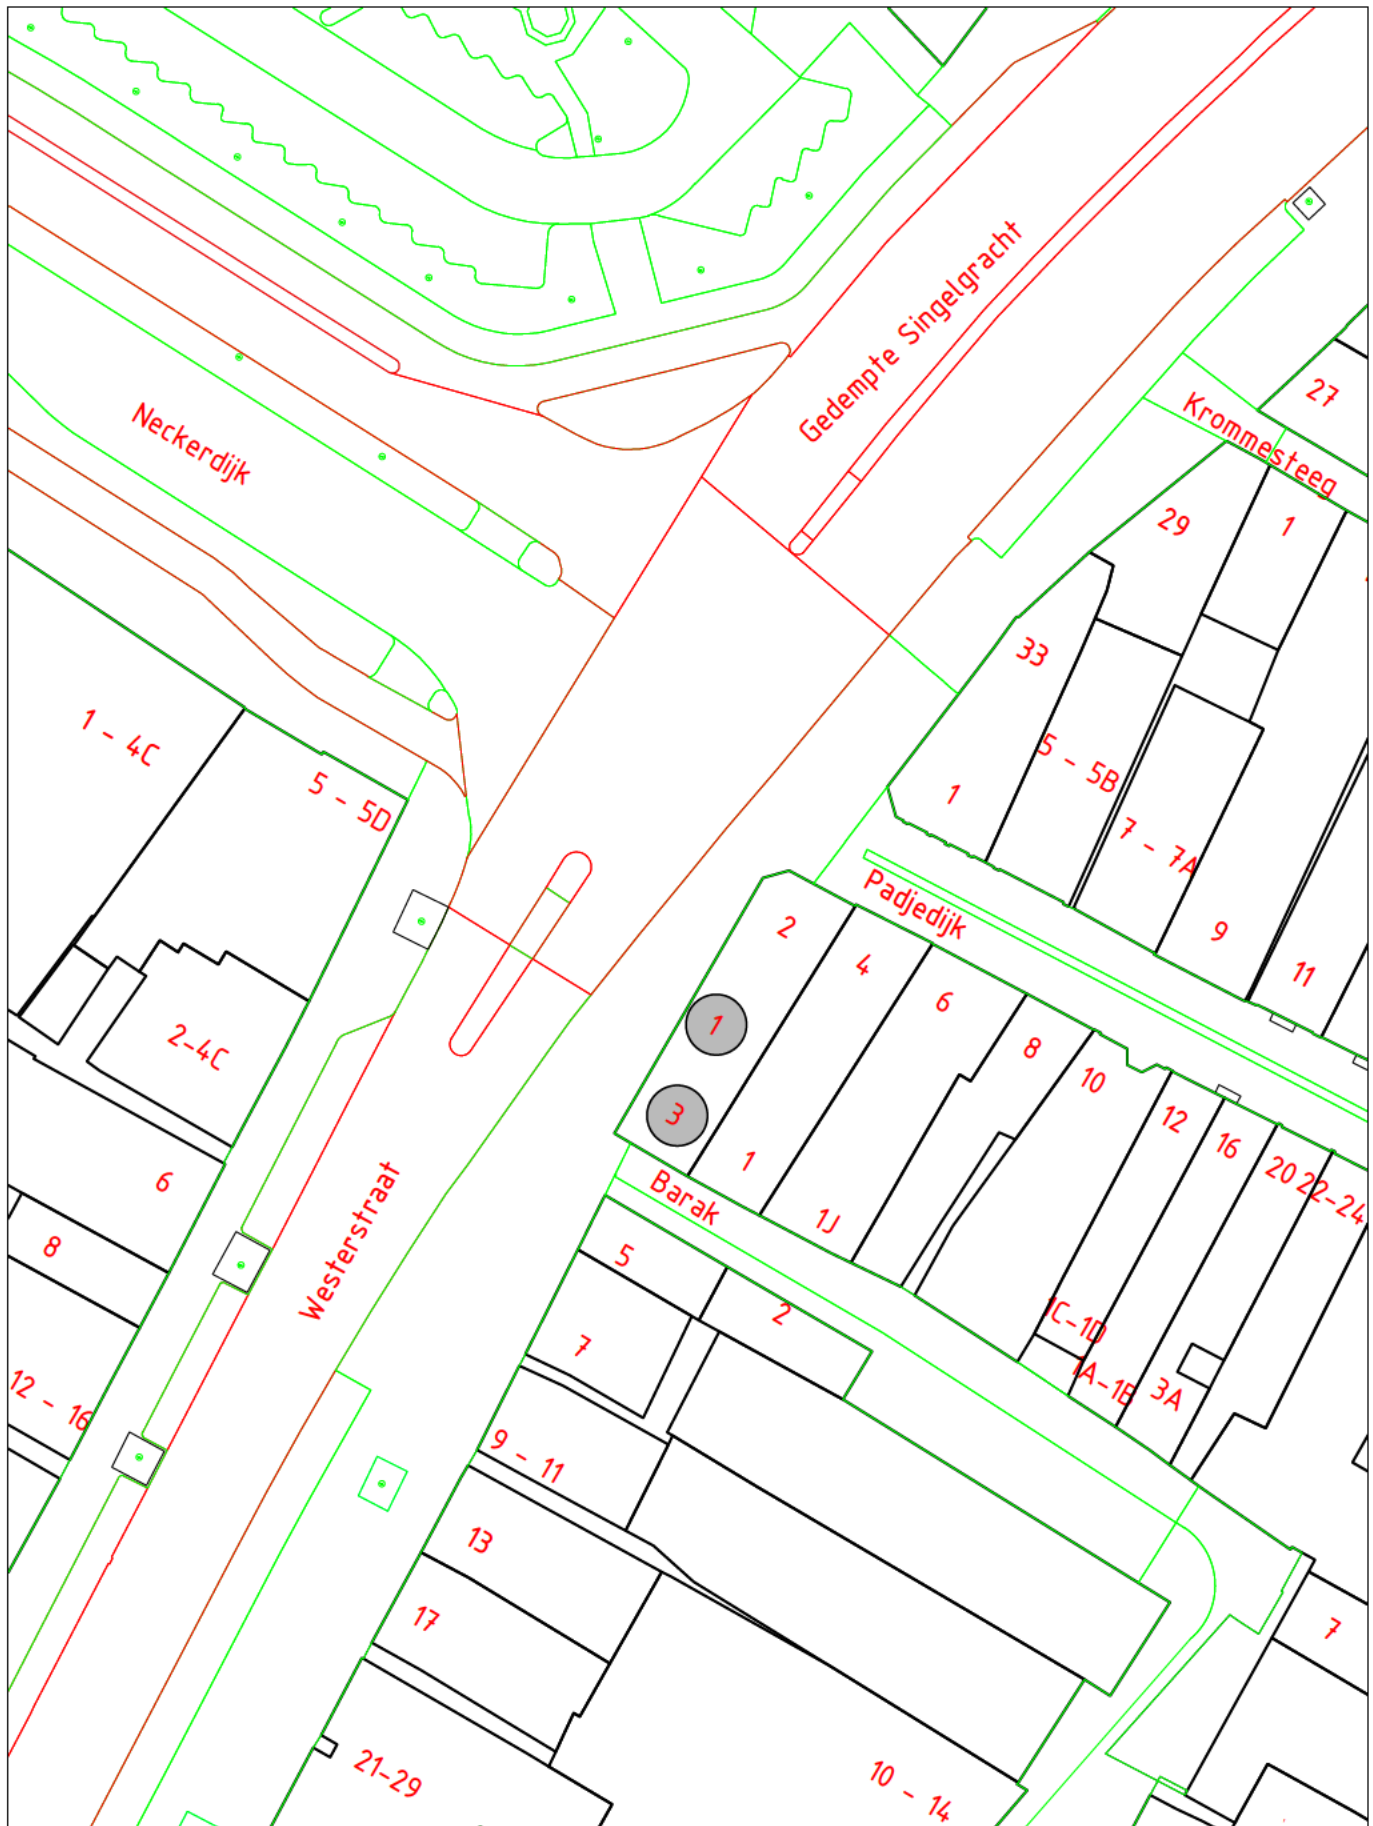 Gedempte Singelgracht
27
Krommesteeg
Neckerdijk
29
1
33
1 - 4C
5 - 5D
5 - 5B
1
7 - 7A
Padjedijk
2
4
9
6
11
1
8
2-4C
10
3
12
16
1
20
22-24
6
Barak
1J
Westerstraat
8
5
2
1C-1D
7
1A-1B
3A
12 - 16
9 - 11
13
17
7
21-29
10 - 14